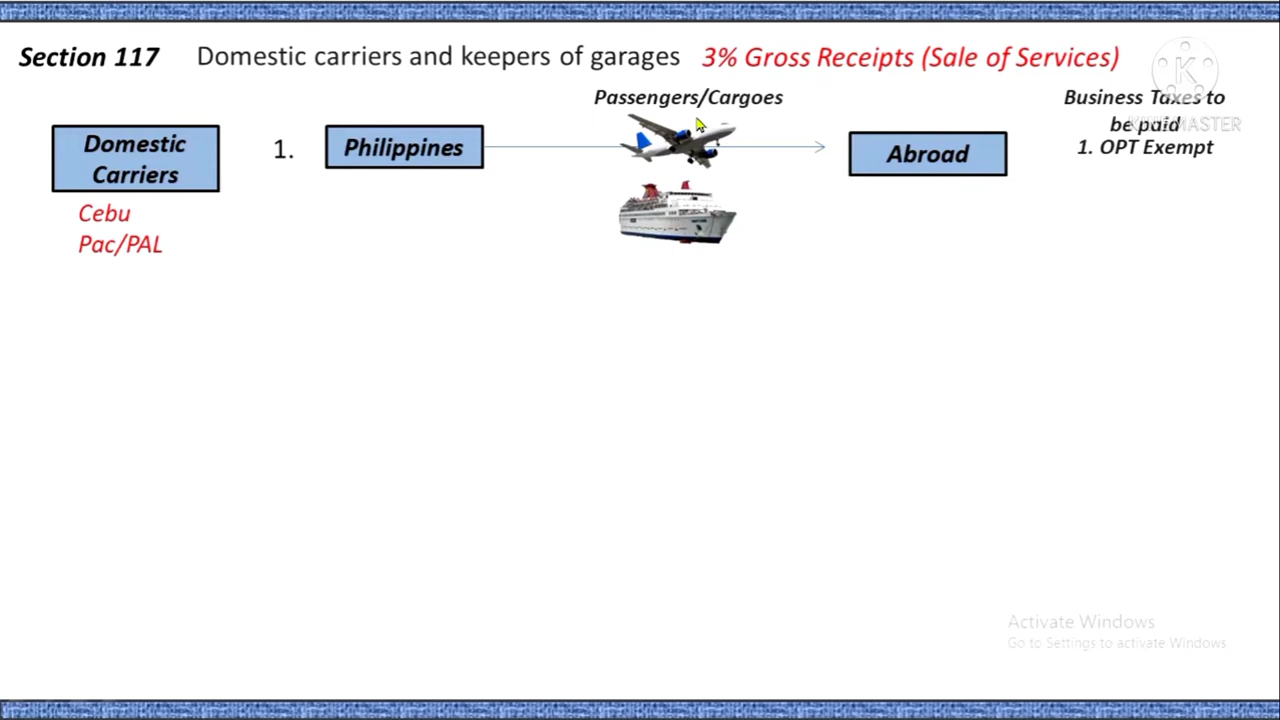 Section 117 Domestic carriers and keepers of garages 3% Gross Receipts (Sale of Services)
Passengers/Cargoes
Business Taxes to
be paid
KINEMASTER
1. OPT Exempt
Domestic
Carriers
1.
Philippines
Abroad
Cebu
Pac/PAL
K
Activate Windows
Go to Settings to activate Windows